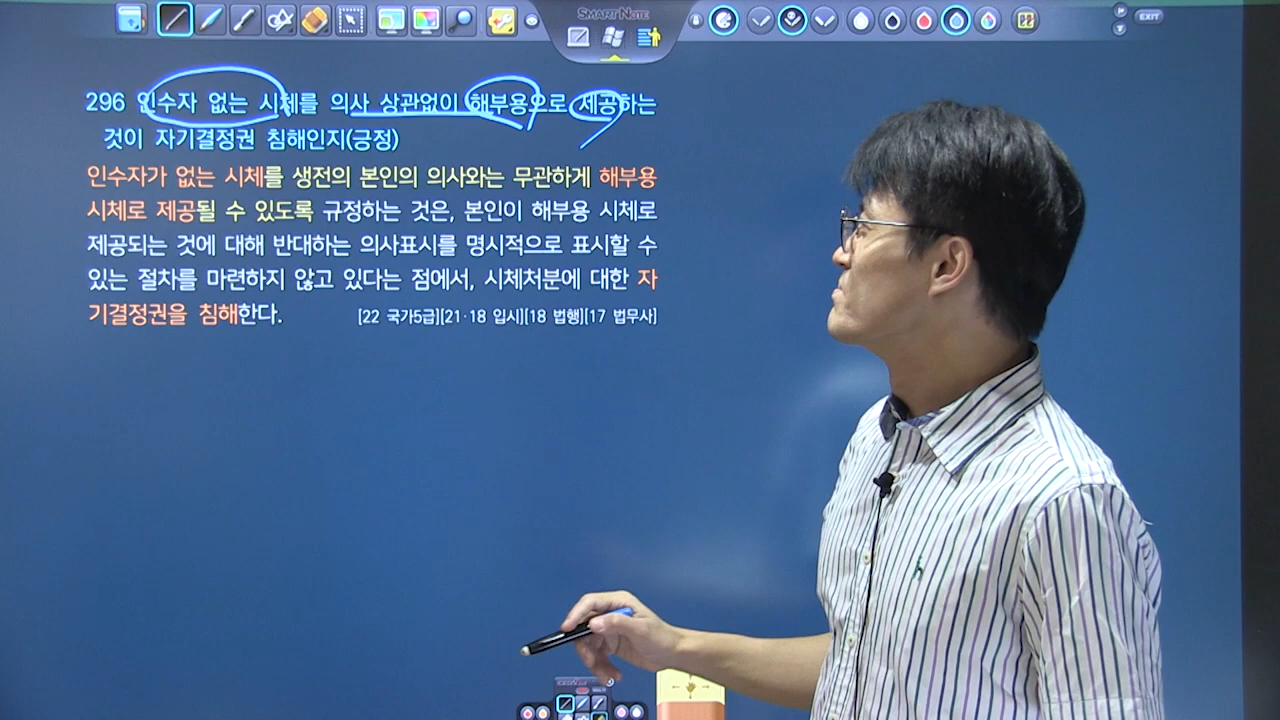 SMART NOTE
EXIT
296 인수자 없는 시체를 의사 상관없이 해부용으로 제공하는
것이 자기결정권 침해인지(긍정)
인수자가 없는 시체를 생전의 본인의 의사와는 무관하게 해부용
시체로 제공될 수 있도록 규정하는 것은, 본인이 해부용 시체로
제공되는 것에 대해 반대하는 의사표시를 명시적으로 표시할 수
있는 절차를 마련하지 않고 있다는 점에서, 시체처분에 대한 자
기결정권을 침해한다. [22 국가5급][21·18 입시][18 법행][17 법무사]